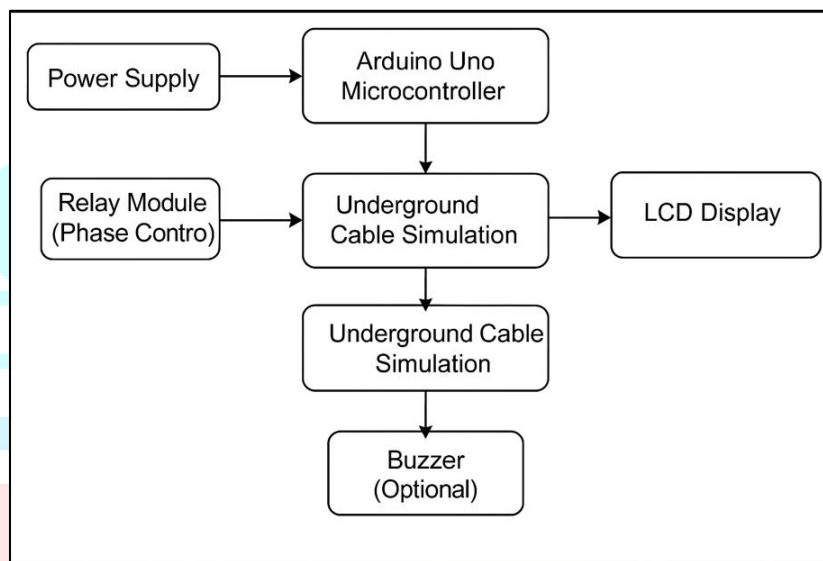 Power Supply
Arduino Uno
Microcontroller
Relay Module
(Phase Contro)
Underground
Cable Simulation
LCD Display
Underground Cable
Simulation
Buzzer
(Optional)